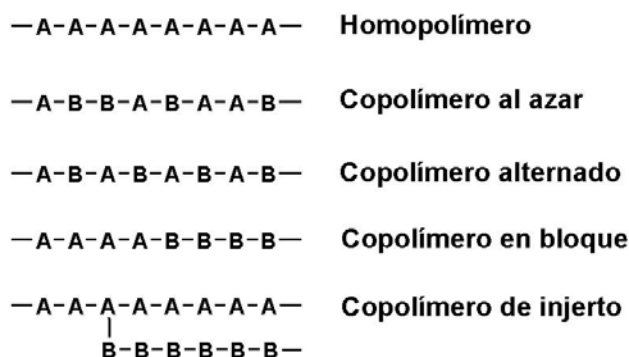 —A–A–A–A–A–A–A–A— Homopolímero
—A–B–B–A–B–A–A–B— Copolímero al azar
—A–B–A–B–A–B–A–B— Copolímero alternado
—A–A–A–A–B–B–B–B— Copolímero en bloque
—A–A–A–A–A–A–A–A— Copolímero de injerto
B–B–B–B–B–B—